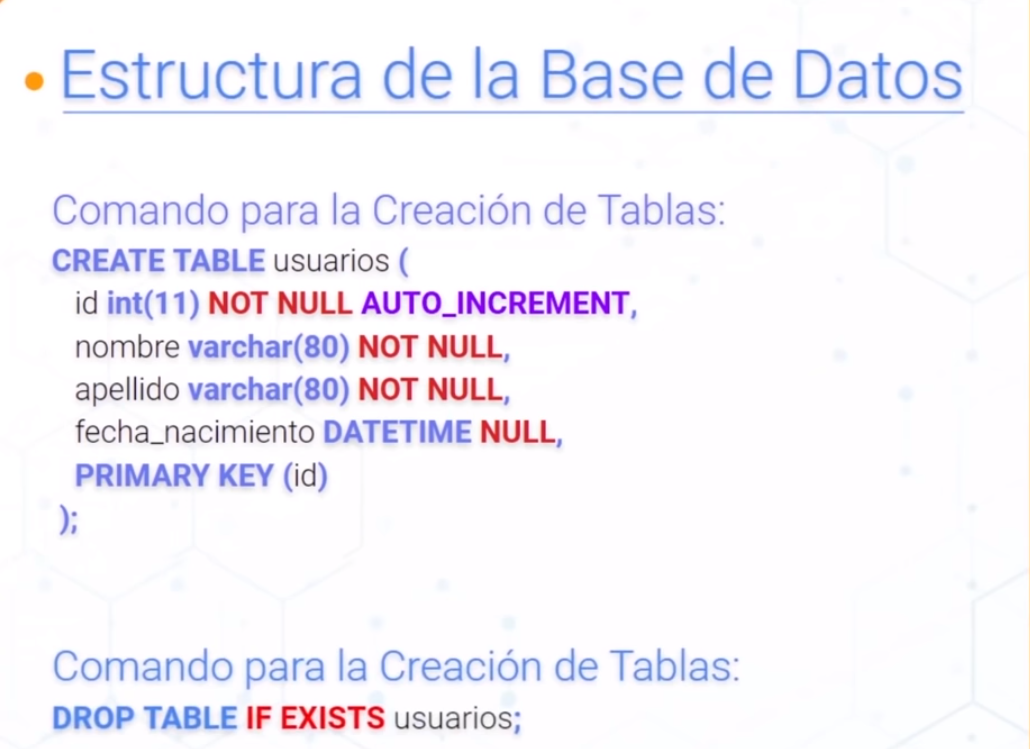 • Estructura de la Base de Datos
Comando para la Creación de Tablas:
CREATE TABLE usuarios (
id int(11) NOT NULL AUTO_INCREMENT,
nombre varchar(80) NOT NULL,
apellido varchar(80) NOT NULL,
fecha_nacimiento DATETIME NULL,
PRIMARY KEY (id)
);
Comando para la Creación de Tablas:
DROP TABLE IF EXISTS usuarios;